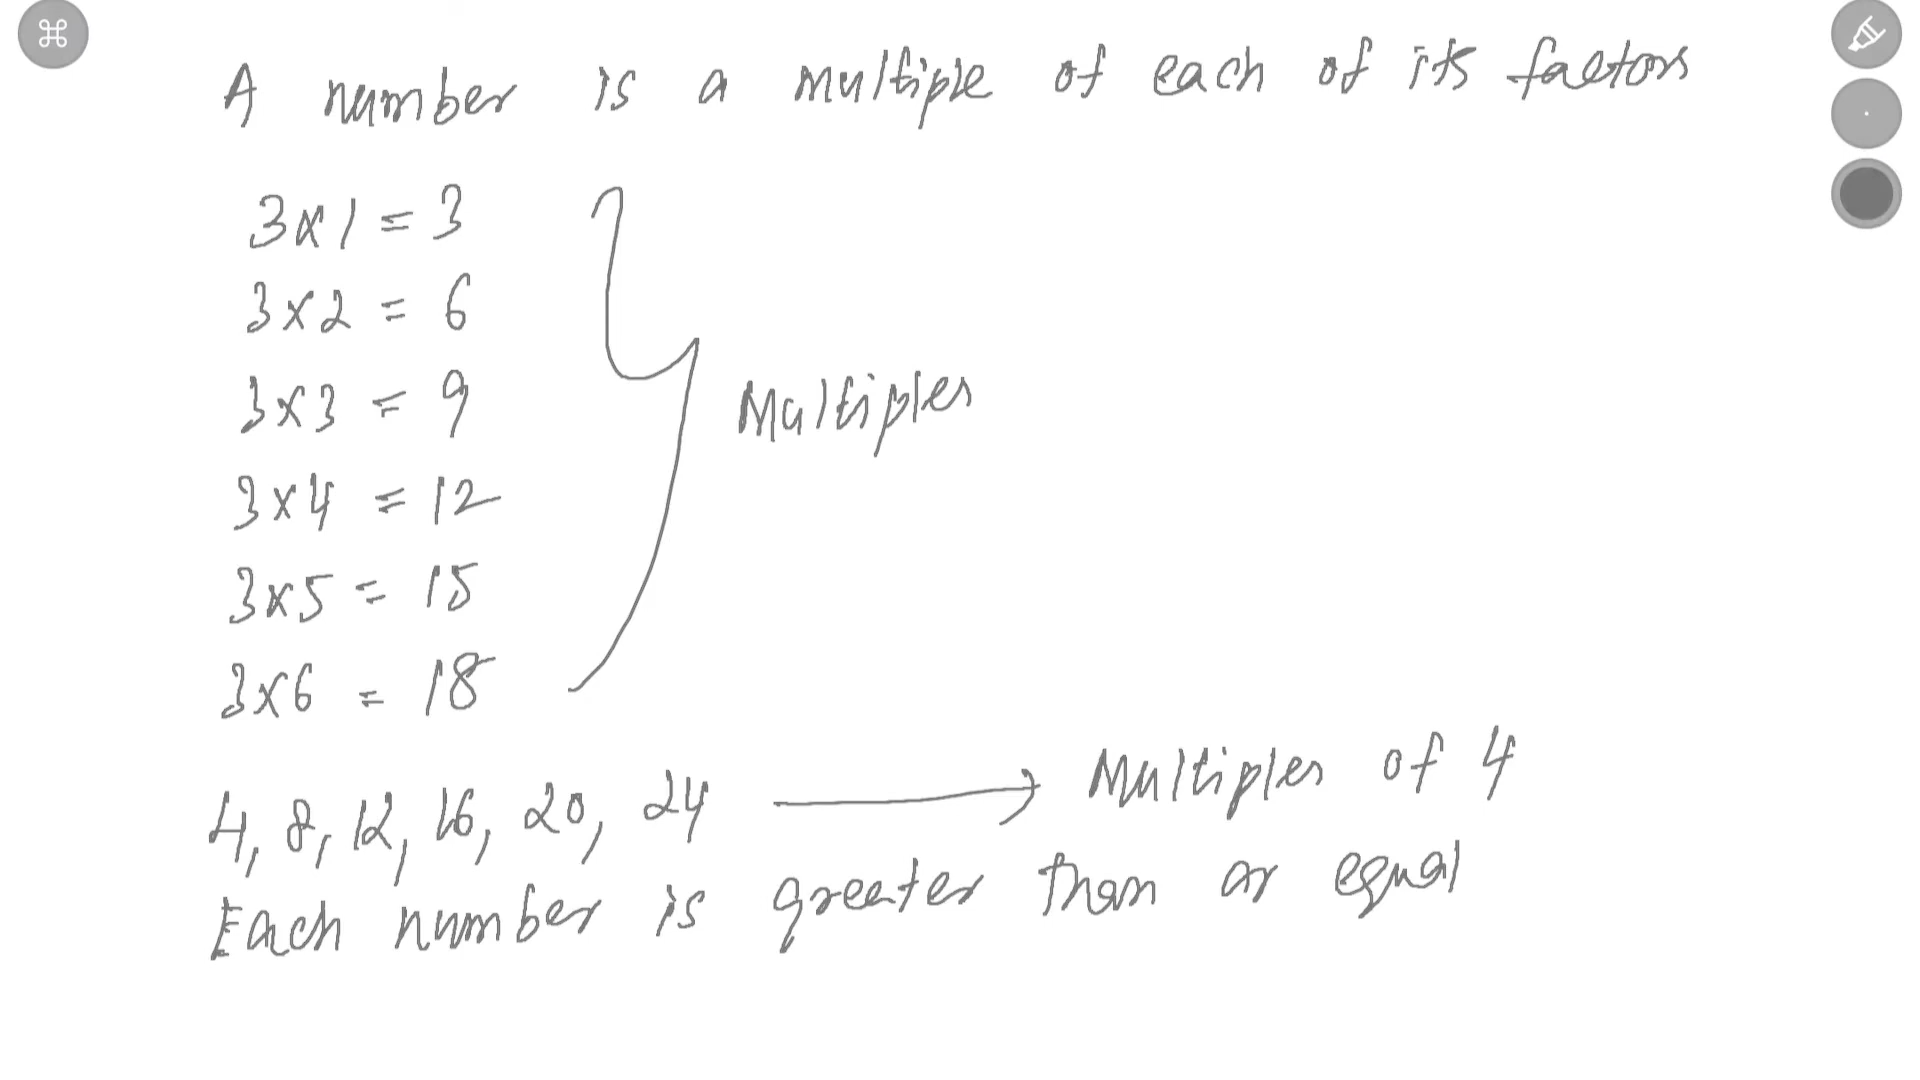 A number is a multiple of each of its factors
3x1 = 3
3x2 = 6
3x3 = 9
3x4 = 12
3x5 = 15
3x6 = 18
Multiples
4, 8, 12, 16, 20, 24 → Multiples of 4
Each number is greater than or equal